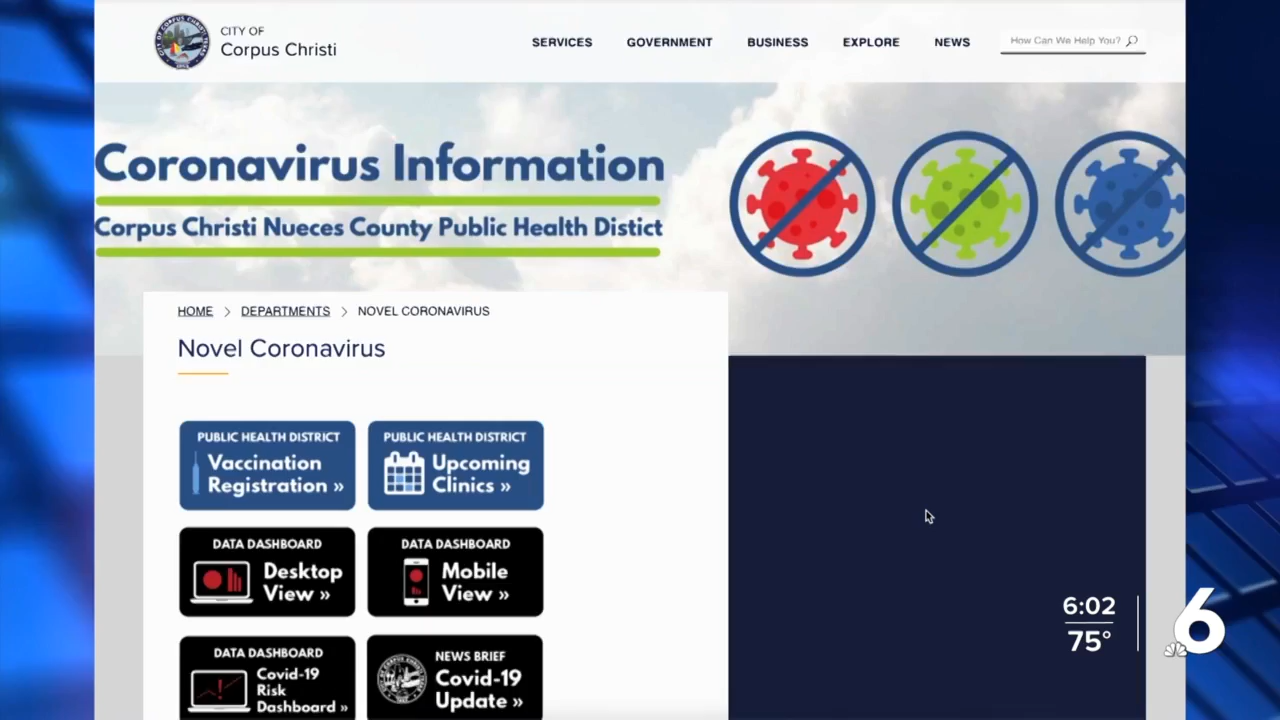 CITY OF
Corpus Christi
SERVICES
GOVERNMENT
BUSINESS
EXPLORE
NEWS
How Can We Help You?
Coronavirus Information
Corpus Christi Nueces County Public Health Distict
HOME > DEPARTMENTS > NOVEL CORONAVIRUS
Novel Coronavirus
PUBLIC HEALTH DISTRICT
Vaccination
Registration »
PUBLIC HEALTH DISTRICT
Upcoming
Clinics »
DATA DASHBOARD
Desktop
View »
DATA DASHBOARD
Mobile
View »
DATA DASHBOARD
Covid-19
Risk
Dashboard »
NEWS BRIEF
Covid-19
Update »
6:02
75°
6